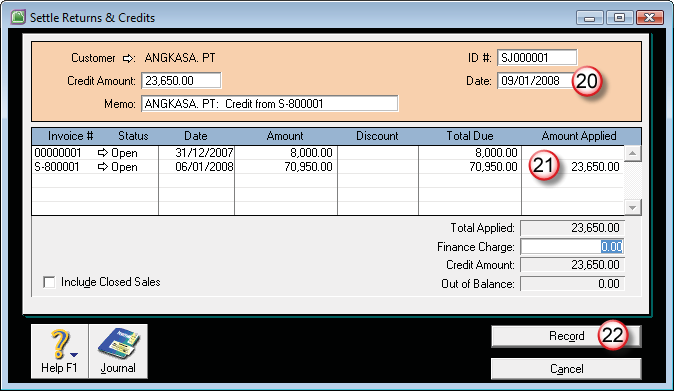 Settle Returns & Credits
Customer ⇨: ANGKASA. PT ID #: SJ000001
Credit Amount: 23,650.00 Date: 09/01/2008 20
Memo: ANGKASA. PT: Credit from S-800001
Invoice # Status Date Amount Discount Total Due Amount Applied
00000001 ⇨ Open 31/12/2007 8,000.00 8,000.00
S-800001 ⇨ Open 06/01/2008 70,950.00 70,950.00 21 23,650.00
Total Applied: 23,650.00
Finance Charge: 0.00
Credit Amount: 23,650.00
Include Closed Sales Out of Balance: 0.00
Record 22
Help F1 Journal Cancel